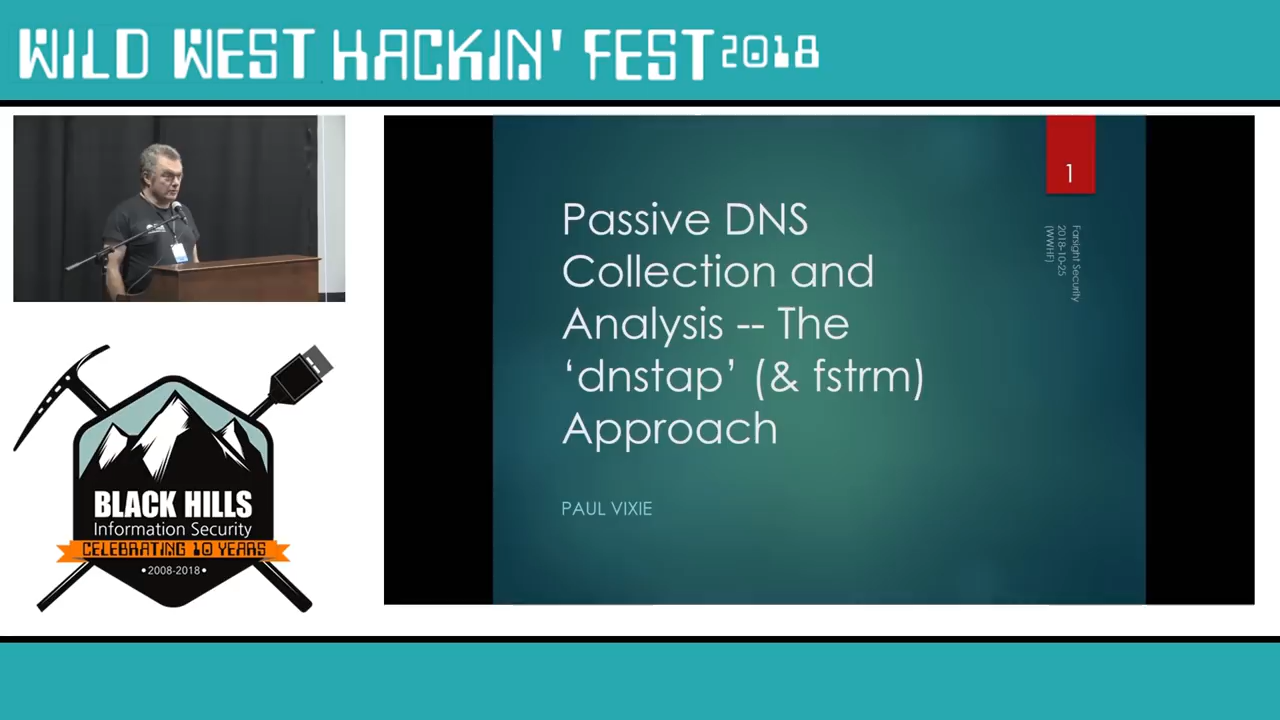 WILD WEST HACKIN' FEST 2018
1
Passive DNS
Collection and
Analysis -- The
‘dnstap’ (& fstrm)
Approach
PAUL VIXIE
Farsight Security
2018-10-25
(WWHF)
BLACK HILLS
Information Security
CELEBRATING 10 YEARS
•2008-2018•